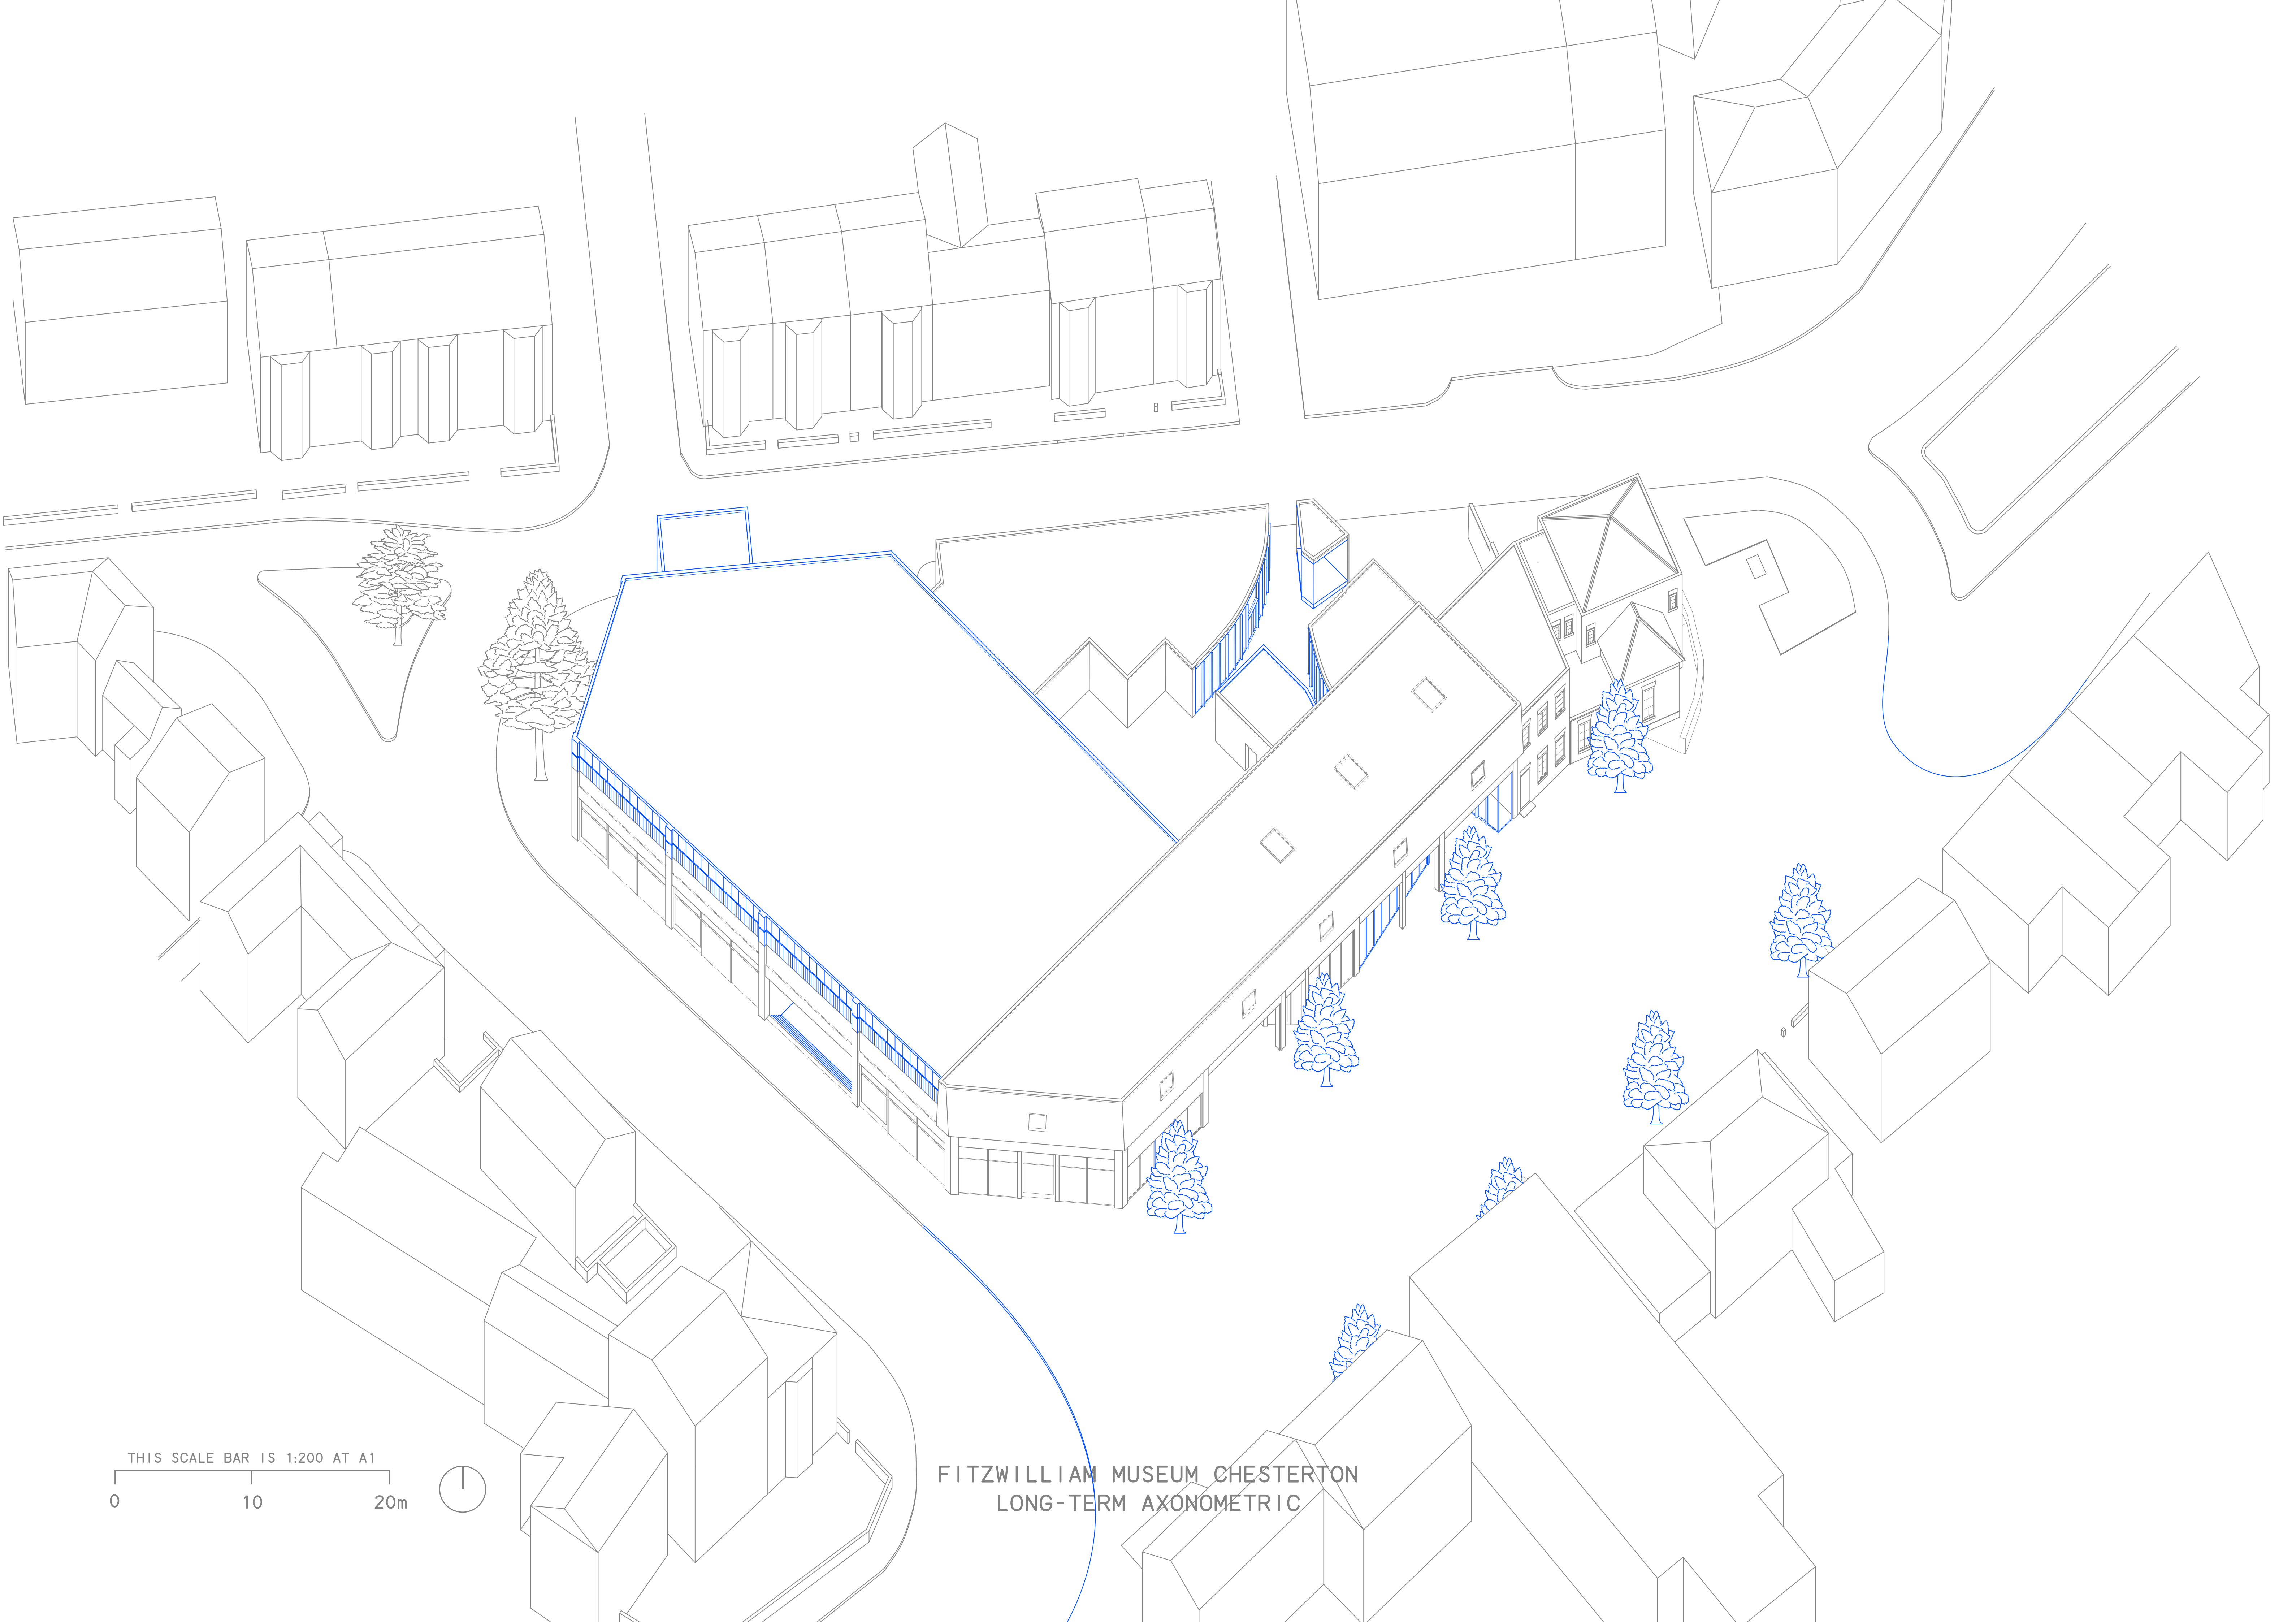 THIS SCALE BAR IS 1:200 AT A1
0 10 20m
FITZWILLIAM MUSEUM CHESTERTON
LONG-TERM AXONOMETRIC